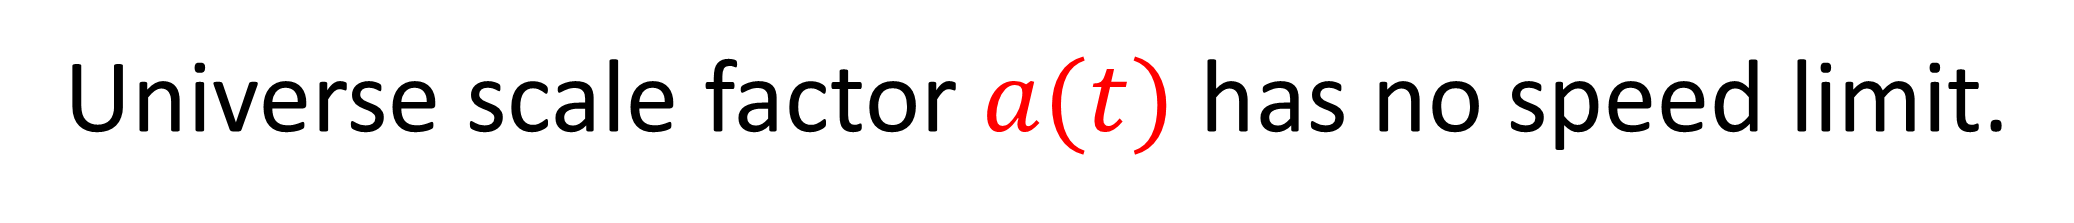 Universe scale factor a(t) has no speed limit.